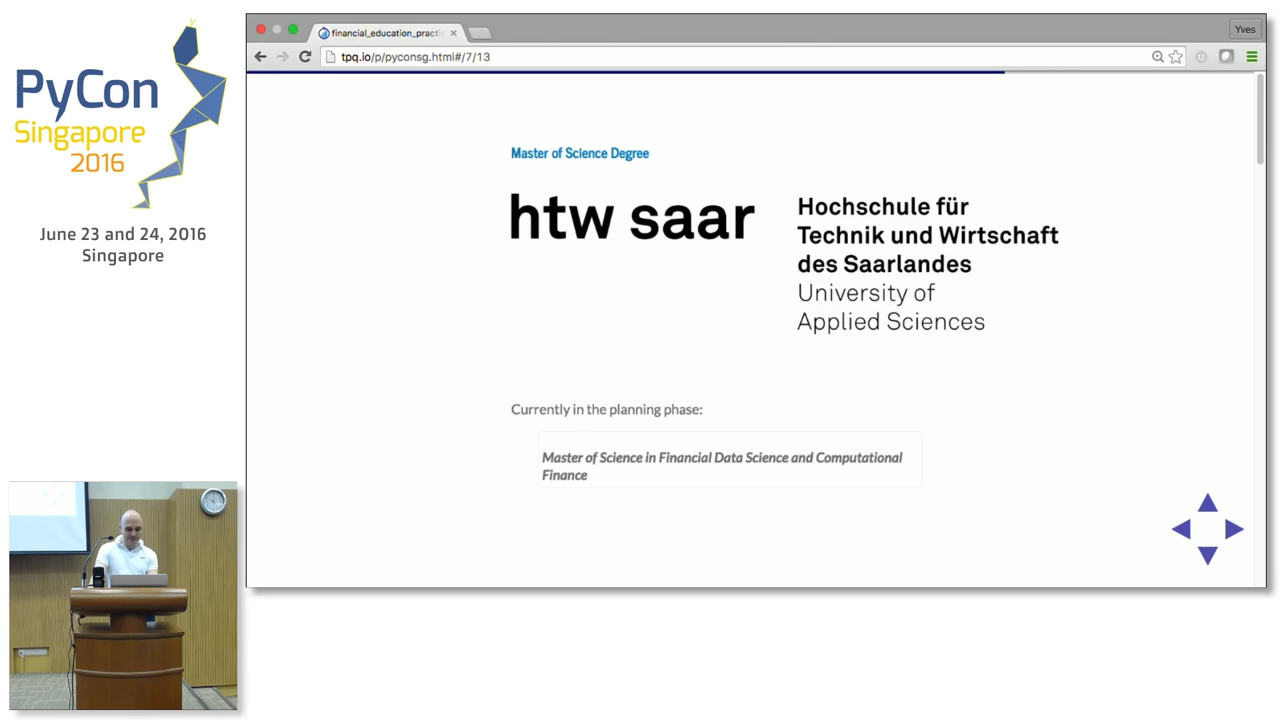 PyCon
Singapore
2016
June 23 and 24, 2016
Singapore
financial_education_practic
Yves
tpq.io/p/pyconsg.html#/7/13
Master of Science Degree
htw saar
Hochschule für
Technik und Wirtschaft
des Saarlandes
University of
Applied Sciences
Currently in the planning phase:
Master of Science in Financial Data Science and Computational
Finance